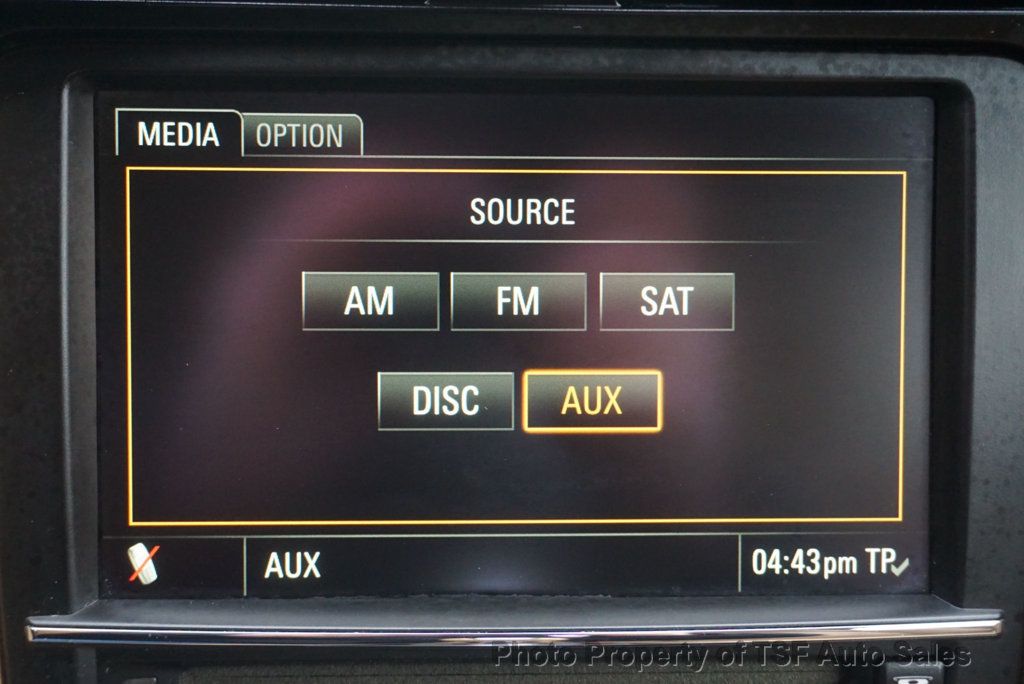 MEDIA OPTION
SOURCE
AM FM SAT
DISC AUX
AUX 04:43pm TP
Photo Property of TSF Auto Sales